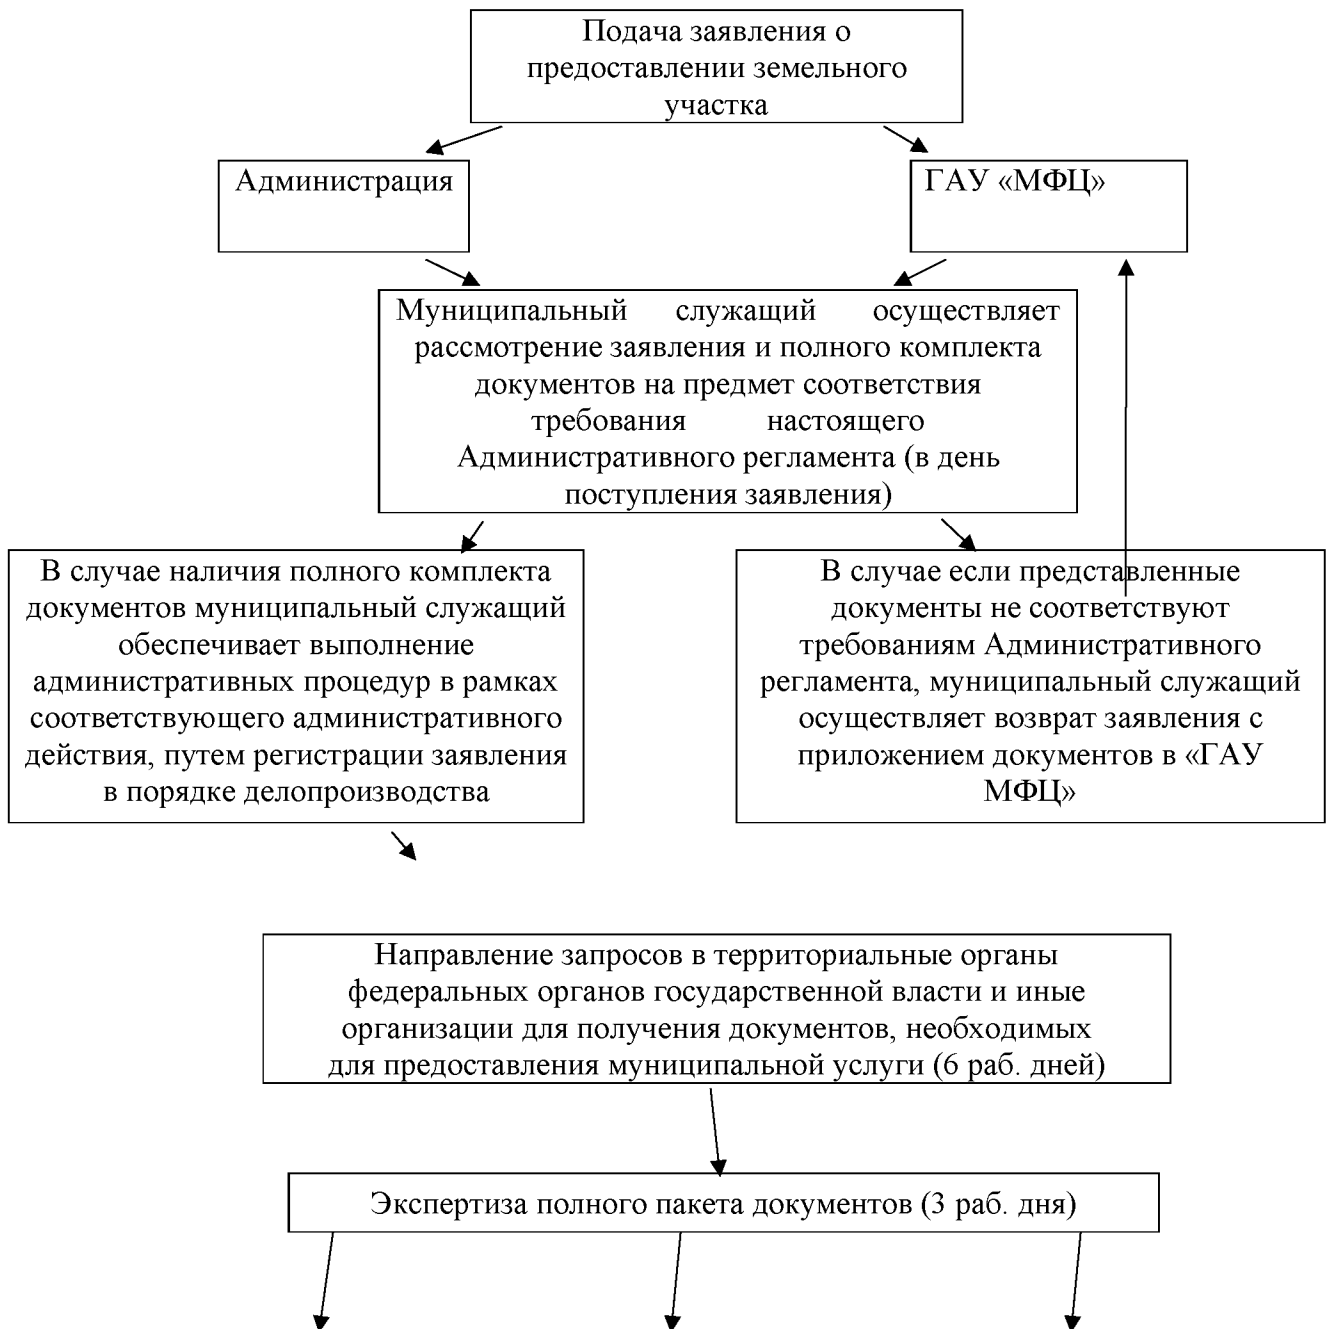 Подача заявления о
предоставлении земельного
участка
Администрация
ГАУ «МФЦ»
Муниципальный служащий осуществляет
рассмотрение заявления и полного комплекта
документов на предмет соответствия
требования настоящего
Административного регламента (в день
поступления заявления)
В случае наличия полного комплекта
документов муниципальный служащий
обеспечивает выполнение
административных процедур в рамках
соответствующего административного
действия, путем регистрации заявления
в порядке делопроизводства
В случае если представленные
документы не соответствуют
требованиям Административного
регламента, муниципальный служащий
осуществляет возврат заявления с
приложением документов в «ГАУ
МФЦ»
Направление запросов в территориальные органы
федеральных органов государственной власти и иные
организации для получения документов, необходимых
для предоставления муниципальной услуги (6 раб. дней)
Экспертиза полного пакета документов (3 раб. дня)